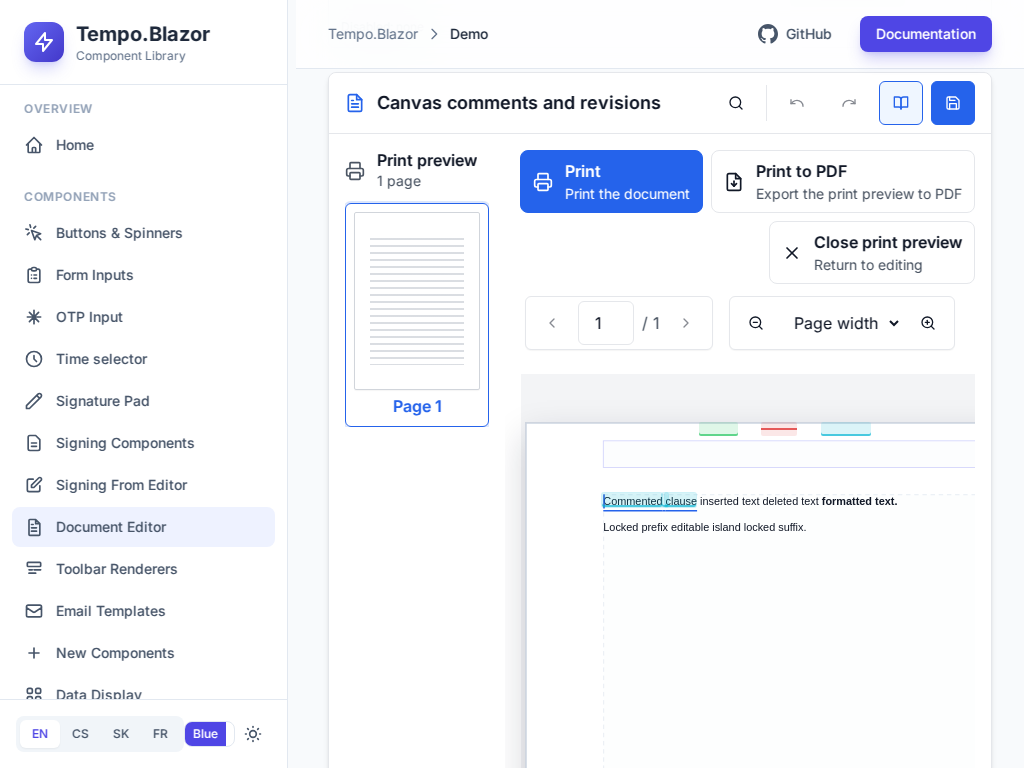 Tempo.Blazor
Component Library
OVERVIEW
Home
COMPONENTS
Buttons & Spinners
Form Inputs
OTP Input
Time selector
Signature Pad
Signing Components
Signing From Editor
Document Editor
Toolbar Renderers
Email Templates
New Components
Data Display
EN CS SK FR Blue
Tempo.Blazor > Demo
GitHub
Documentation
Canvas comments and revisions
Print preview
1 page
Page 1
Print
Print the document
Print to PDF
Export the print preview to PDF
Close print preview
Return to editing
1 / 1
Page width
Commented clause inserted text deleted text formatted text.
Locked prefix editable island locked suffix.